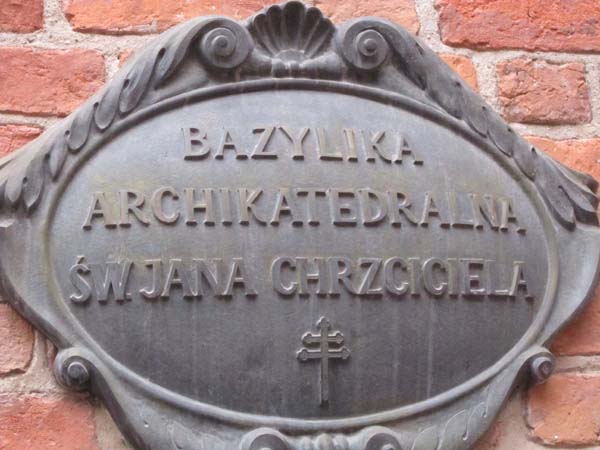 BAZYLIKA
ARCHIKATEDRALNA
ŚW. JANA CHRZCICIELA